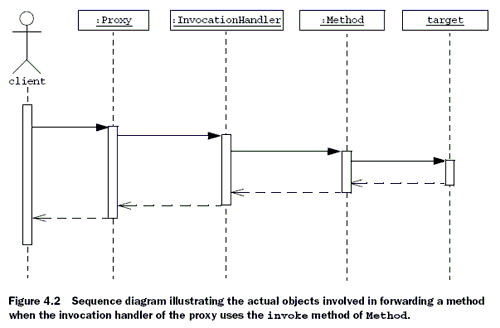 :Proxy
:InvocationHandler
:Method
target
client
Figure 4.2 Sequence diagram illustrating the actual objects involved in forwarding a method
when the invocation handler of the proxy uses the invoke method of Method.